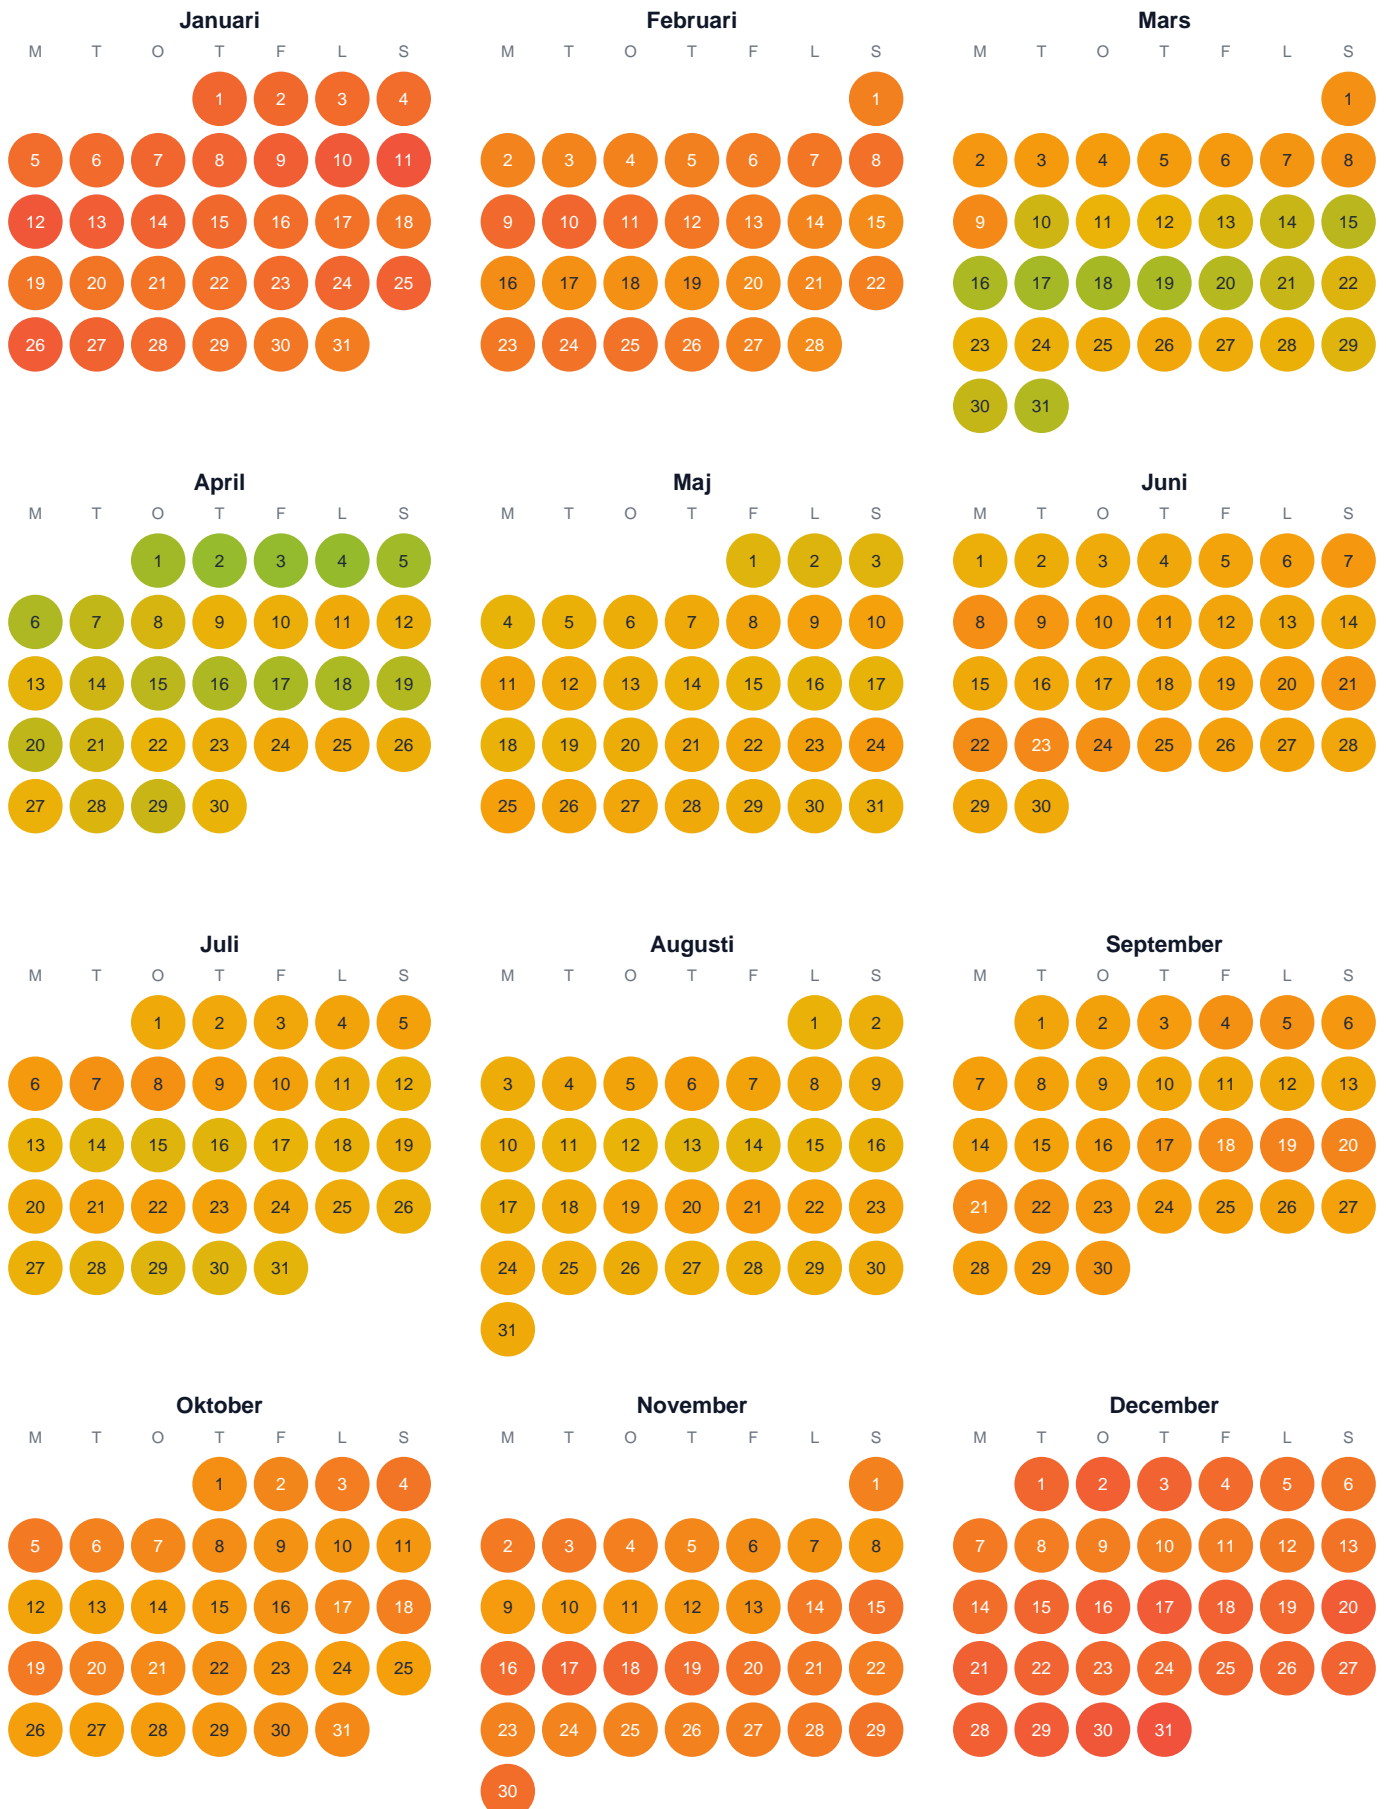 Januari Februari Mars
M T O T F L S M T O T F L S M T O T F L S
1 2 3 4 1 1
5 6 7 8 9 10 11 2 3 4 5 6 7 8 2 3 4 5 6 7 8
12 13 14 15 16 17 18 9 10 11 12 13 14 15 9 10 11 12 13 14 15
19 20 21 22 23 24 25 16 17 18 19 20 21 22 16 17 18 19 20 21 22
26 27 28 29 30 31 23 24 25 26 27 28 23 24 25 26 27 28 29
30 31
April Maj Juni
M T O T F L S M T O T F L S M T O T F L S
1 2 3 4 5 1 2 3 1 2 3 4 5 6 7
6 7 8 9 10 11 12 4 5 6 7 8 9 10 8 9 10 11 12 13 14
13 14 15 16 17 18 19 11 12 13 14 15 16 17 15 16 17 18 19 20 21
20 21 22 23 24 25 26 18 19 20 21 22 23 24 22 23 24 25 26 27 28
27 28 29 30 25 26 27 28 29 30 31 29 30
Juli Augusti September
M T O T F L S M T O T F L S M T O T F L S
1 2 3 4 5 1 2 1 2 3 4 5 6
6 7 8 9 10 11 12 3 4 5 6 7 8 9 7 8 9 10 11 12 13
13 14 15 16 17 18 19 10 11 12 13 14 15 16 14 15 16 17 18 19 20
20 21 22 23 24 25 26 17 18 19 20 21 22 23 21 22 23 24 25 26 27
27 28 29 30 31 24 25 26 27 28 29 30 28 29 30
31
Oktober November December
M T O T F L S M T O T F L S M T O T F L S
1 2 3 4 1 1 2 3 4 5 6
5 6 7 8 9 10 11 2 3 4 5 6 7 8 7 8 9 10 11 12 13
12 13 14 15 16 17 18 9 10 11 12 13 14 15 14 15 16 17 18 19 20
19 20 21 22 23 24 25 16 17 18 19 20 21 22 21 22 23 24 25 26 27
26 27 28 29 30 31 23 24 25 26 27 28 29 28 29 30 31
30